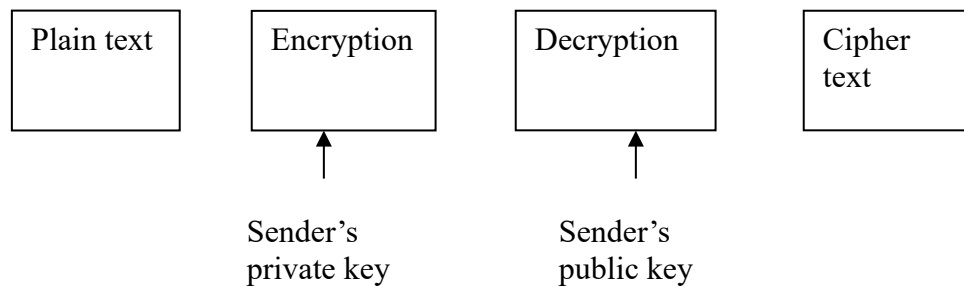 Plain text
Encryption
Decryption
Cipher
text
Sender’s
private key
Sender’s
public key